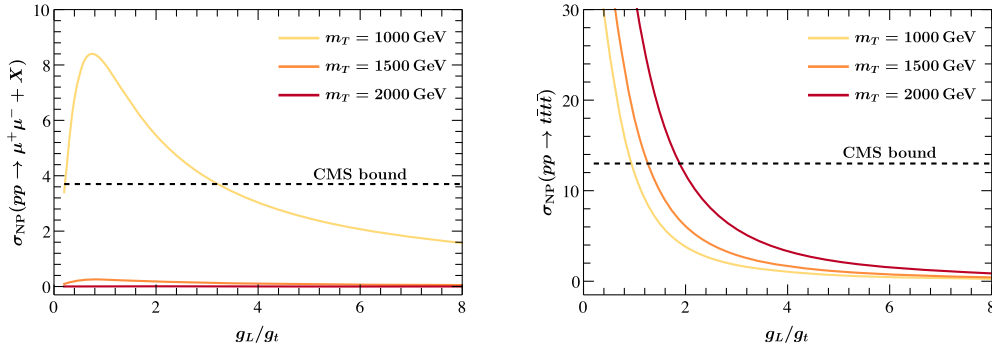 σ_NP(pp → μ⁺μ⁻ + X)
10
8
6
4
2
0
m_T = 1000 GeV
m_T = 1500 GeV
m_T = 2000 GeV
CMS bound
0 2 4 6 8
g_L/g_t
σ_NP(pp → tt̄tt̄)
30
20
10
0
m_T = 1000 GeV
m_T = 1500 GeV
m_T = 2000 GeV
CMS bound
0 2 4 6 8
g_L/g_t